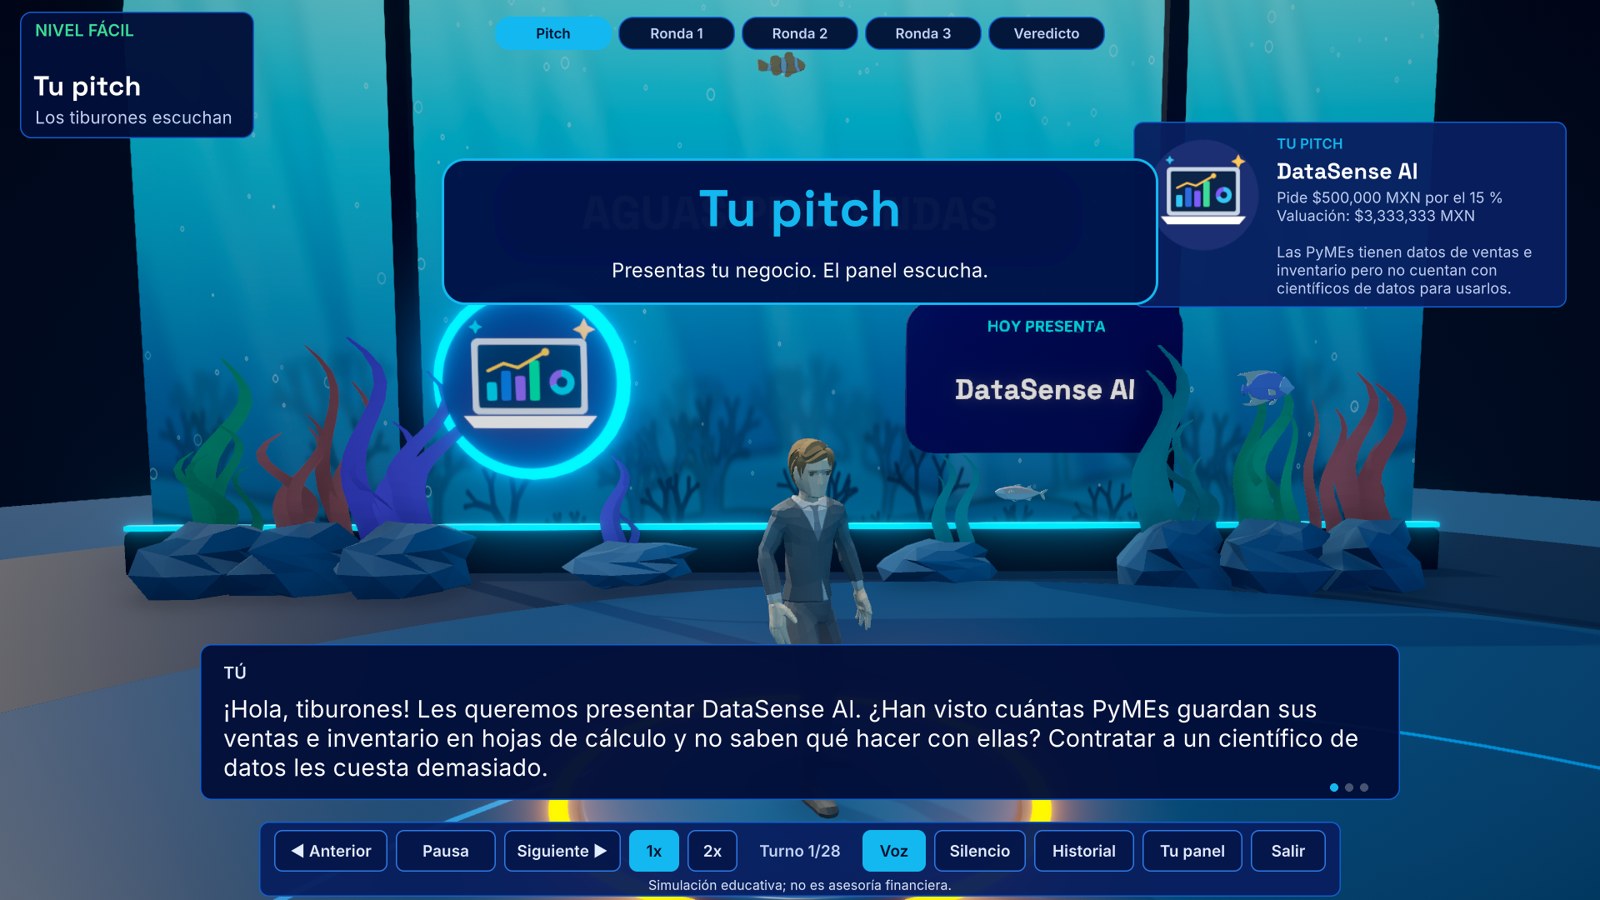 NIVEL FÁCIL
Tu pitch
Los tiburones escuchan
Pitch
Ronda 1
Ronda 2
Ronda 3
Veredicto
Tu pitch
Presentas tu negocio. El panel escucha.
TU PITCH
DataSense AI
Pide $500,000 MXN por el 15 %
Valuación: $3,333,333 MXN
Las PyMEs tienen datos de ventas e
inventario pero no cuentan con
científicos de datos para usarlos.
HOY PRESENTA
DataSense AI
TÚ
¡Hola, tiburones! Les queremos presentar DataSense AI. ¿Han visto cuántas PyMEs guardan sus
ventas e inventario en hojas de cálculo y no saben qué hacer con ellas? Contratar a un científico de
datos les cuesta demasiado.
◀ Anterior
Pausa
Siguiente ▶
1x
2x
Turno 1/28
Voz
Silencio
Historial
Tu panel
Salir
Simulación educativa; no es asesoría financiera.